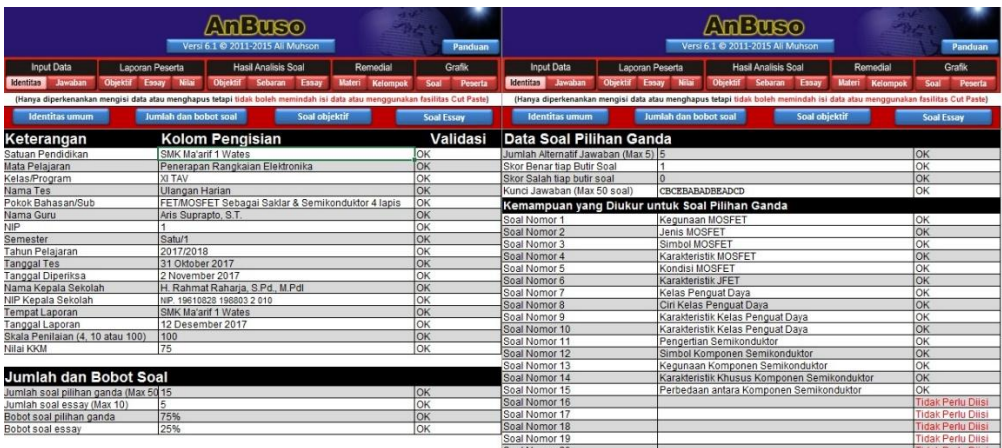 AnBuso
Versi 6.1 © 2011-2015 Ali Muhson
Panduan
Input Data Laporan Peserta Hasil Analisis Soal Remedial Grafik
Identitas Jawaban Objektif Essay Nilai Objektif Sebaran Essay Materi Kelompok Soal Peserta
(Hanya diperkenankan mengisi data atau menghapus tetapi tidak boleh memindah isi data atau menggunakan fasilitas Cut Paste)
Identitas umum Jumlah dan bobot soal Soal objektif Soal Essay
Keterangan Kolom Pengisian Validasi
Satuan Pendidikan SMK Ma'arif 1 Wates OK
Mata Pelajaran Penerapan Rangkaian Elektronika OK
Kelas/Program XI TAV OK
Nama Tes Ulangan Harian OK
Pokok Bahasan/Sub FET/MOSFET Sebagai Saklar & Semikonduktor 4 lapis OK
Nama Guru Aris Suprapto, S.T. OK
NIP 1 OK
Semester Satu/1 OK
Tahun Pelajaran 2017/2018 OK
Tanggal Tes 31 Oktober 2017 OK
Tanggal Diperiksa 2 November 2017 OK
Nama Kepala Sekolah H. Rahmat Raharja, S.Pd., M.PdI OK
NIP Kepala Sekolah NIP. 19610828 198803 2 010 OK
Tempat Laporan SMK Ma'arif 1 Wates OK
Tanggal Laporan 12 Desember 2017 OK
Skala Penilaian (4, 10 atau 100) 100 OK
Nilai KKM 75 OK
Jumlah dan Bobot Soal
Jumlah soal pilihan ganda (Max 50 15 OK
Jumlah soal essay (Max 10) 5 OK
Bobot soal pilihan ganda 75% OK
Bobot soal essay 25% OK
AnBuso
Versi 6.1 © 2011-2015 Ali Muhson
Panduan
Input Data Laporan Peserta Hasil Analisis Soal Remedial Grafik
Identitas Jawaban Objektif Essay Nilai Objektif Sebaran Essay Materi Kelompok Soal Peserta
(Hanya diperkenankan mengisi data atau menghapus tetapi tidak boleh memindah isi data atau menggunakan fasilitas Cut Paste)
Identitas umum Jumlah dan bobot soal Soal objektif Soal Essay
Data Soal Pilihan Ganda
Jumlah Alternatif Jawaban (Max 5) 5 OK
Skor Benar tiap Butir Soal 1 OK
Skor Salah tiap butir soal 0 OK
Kunci Jawaban (Max 50 soal) CBCEBABADBEADCD OK
Kemampuan yang Diukur untuk Soal Pilihan Ganda
Soal Nomor 1 Kegunaan MOSFET OK
Soal Nomor 2 Jenis MOSFET OK
Soal Nomor 3 Simbol MOSFET OK
Soal Nomor 4 Karakteristik MOSFET OK
Soal Nomor 5 Kondisi MOSFET OK
Soal Nomor 6 Karakteristik JFET OK
Soal Nomor 7 Kelas Penguat Daya OK
Soal Nomor 8 Ciri Kelas Penguat Daya OK
Soal Nomor 9 Karakteristik Kelas Penguat Daya OK
Soal Nomor 10 Karakteristik Kelas Penguat Daya OK
Soal Nomor 11 Pengertian Semikonduktor OK
Soal Nomor 12 Simbol Komponen Semikonduktor OK
Soal Nomor 13 Kegunaan Komponen Semikonduktor OK
Soal Nomor 14 Karakteristik Khusus Komponen Semikonduktor OK
Soal Nomor 15 Perbedaan antara Komponen Semikonduktor OK
Soal Nomor 16 Tidak Perlu Diisi
Soal Nomor 17 Tidak Perlu Diisi
Soal Nomor 18 Tidak Perlu Diisi
Soal Nomor 19 Tidak Perlu Diisi